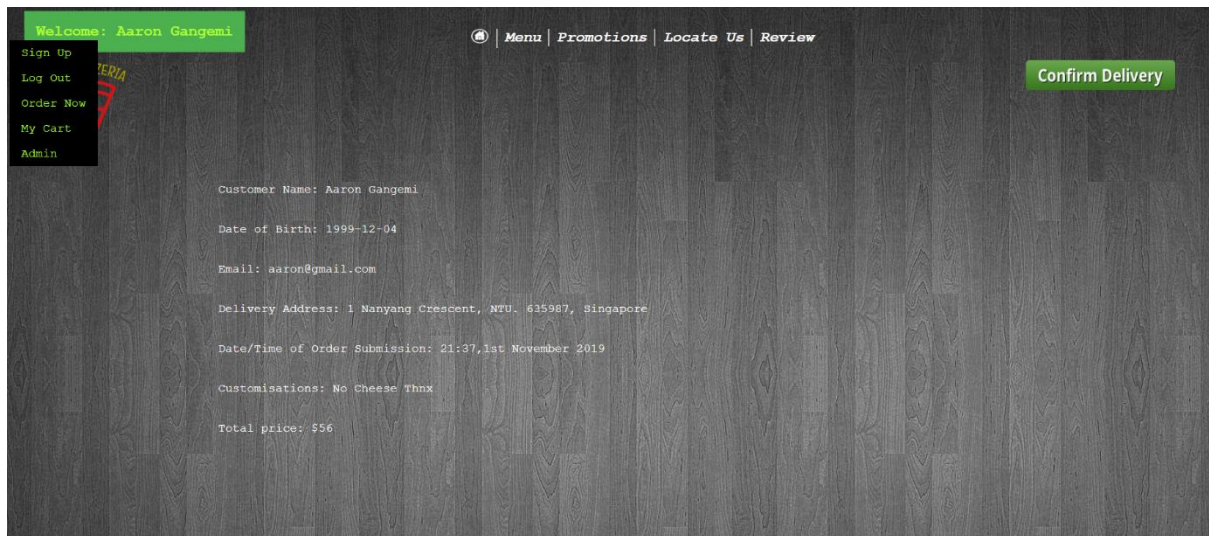 Welcome: Aaron Gangemi
Menu | Promotions | Locate Us | Review
Sign Up
Log Out
Order Now
My Cart
Admin
Confirm Delivery
Customer Name: Aaron Gangemi
Date of Birth: 1999-12-04
Email: aaron@gmail.com
Delivery Address: 1 Nanyang Crescent, NTU. 635987, Singapore
Date/Time of Order Submission: 21:37,1st November 2019
Customisations: No Cheese Thnx
Total price: $56